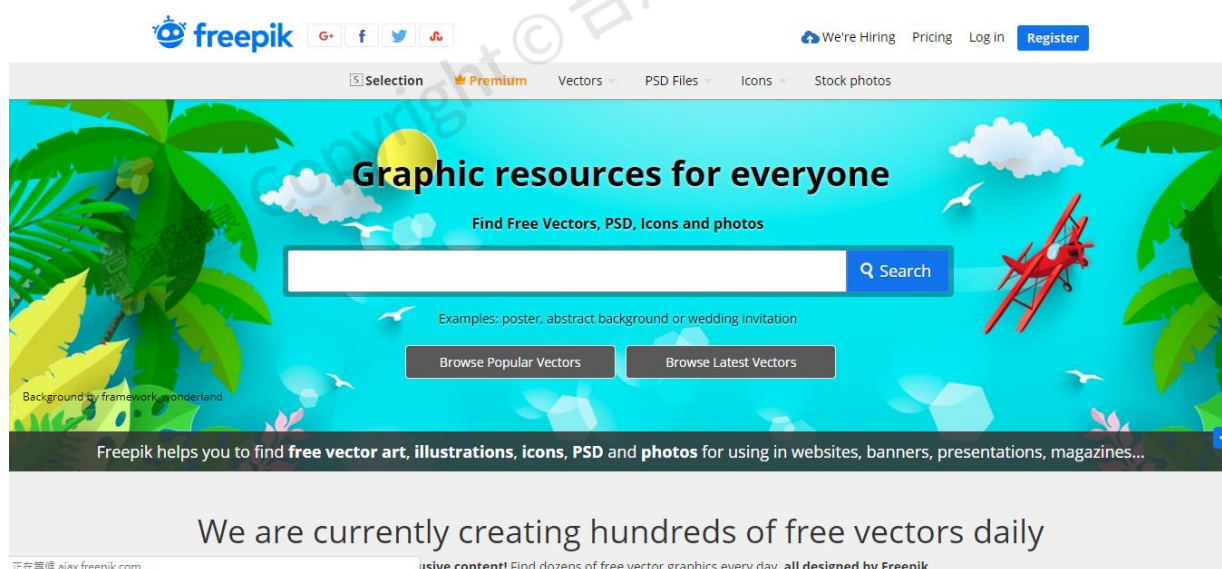 freepik G+ f We're Hiring Pricing Log in Register
S Selection Premium Vectors PSD Files Icons Stock photos
Copyright ©
Graphic resources for everyone
Find Free Vectors, PSD, Icons and photos
Search
Examples: poster, abstract background or wedding invitation
Browse Popular Vectors Browse Latest Vectors
Background by framework_wonderland
Freepik helps you to find free vector art, illustrations, icons, PSD and photos for using in websites, banners, presentations, magazines...
We are currently creating hundreds of free vectors daily
正在等候 ajax.freepik.com content! Find dozens of free vector graphics every day, all designed by Freepik